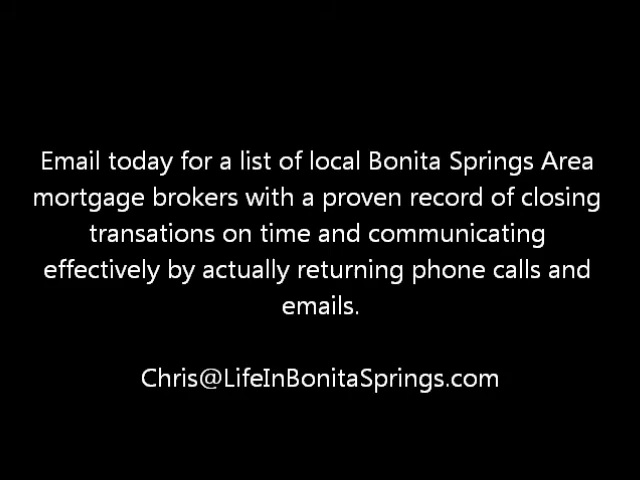 Email today for a list of local Bonita Springs Area
mortgage brokers with a proven record of closing
transations on time and communicating
effectively by actually returning phone calls and
emails.
Chris@LifeInBonitaSprings.com